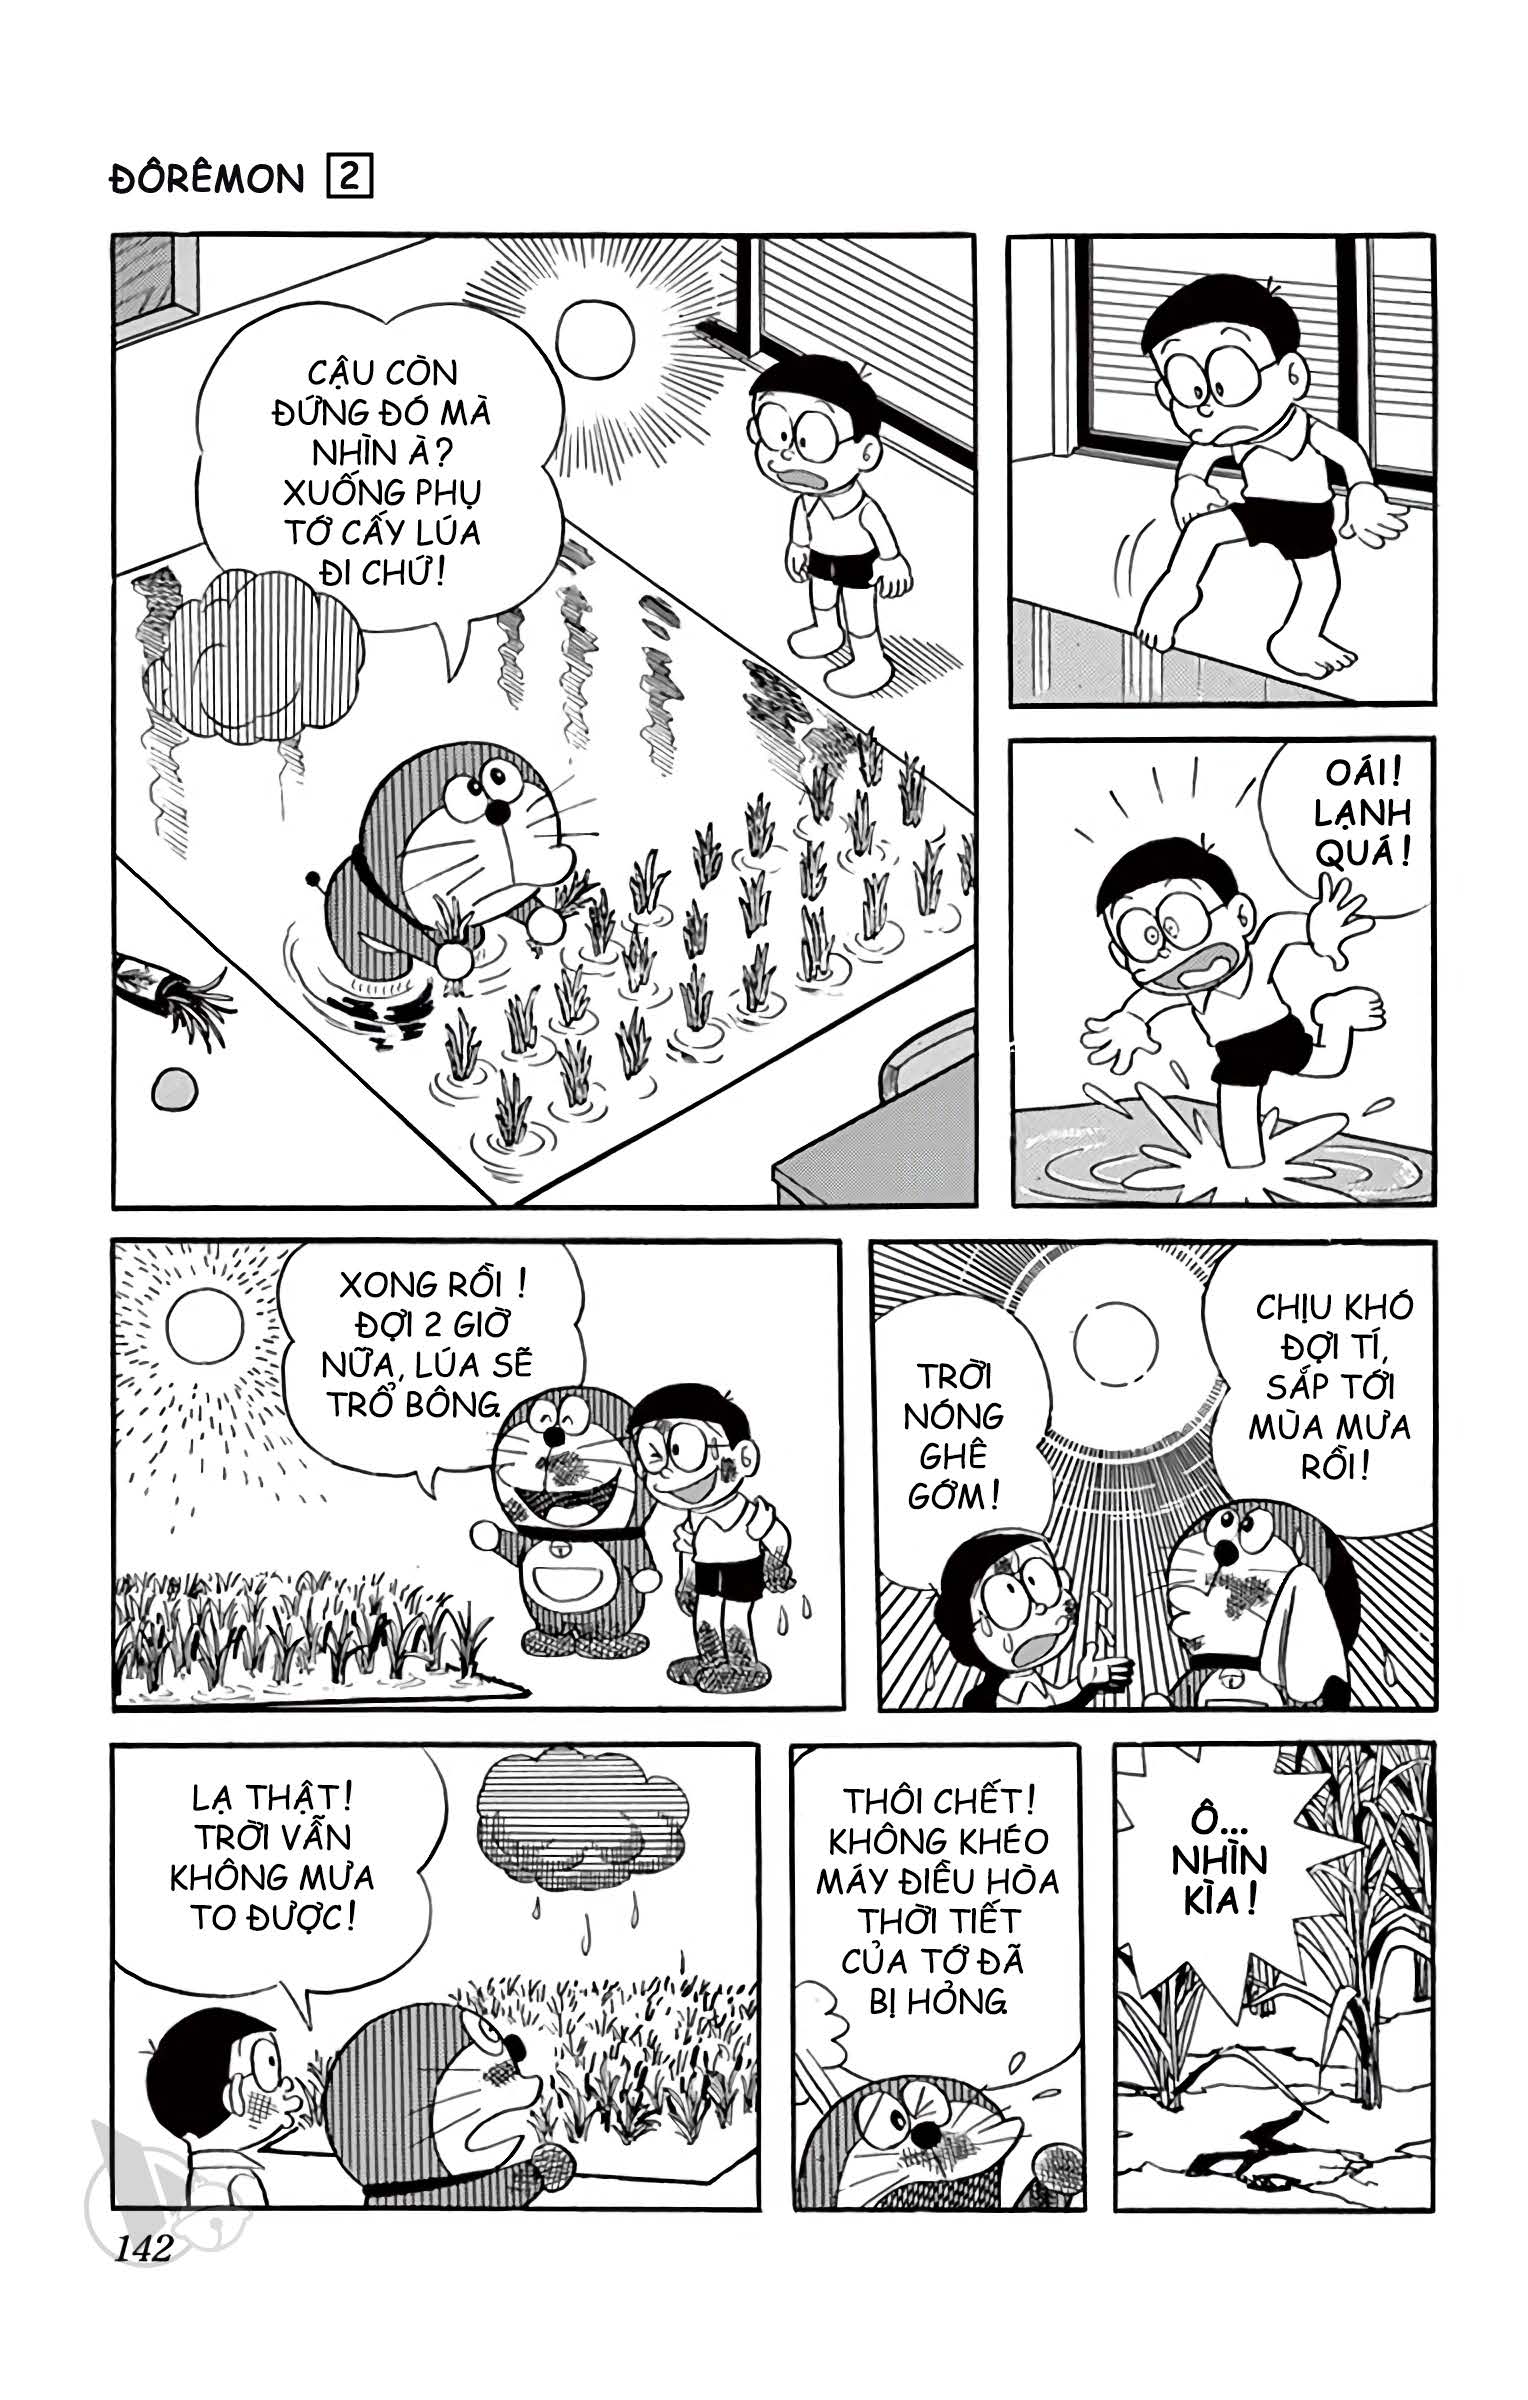 ĐÔRÊMON 2
CẬU CÒN
ĐỨNG ĐÓ MÀ
NHÌN À?
XUỐNG PHỤ
TỚ CẤY LÚA
ĐI CHỨ!
OÁI!
LẠNH
QUÁ!
XONG RỒI !
ĐỢI 2 GIỜ
NỮA, LÚA SẼ
TRỔ BÔNG.
TRỜI
NÓNG
GHÊ
GỚM!
CHỊU KHÓ
ĐỢI TÍ,
SẮP TỚI
MÙA MƯA
RỒI!
LẠ THẬT!
TRỜI VẪN
KHÔNG MƯA
TO ĐƯỢC!
THÔI CHẾT!
KHÔNG KHÉO
MÁY ĐIỀU HÒA
THỜI TIẾT
CỦA TỚ ĐÃ
BỊ HỎNG.
Ô...
NHÌN
KÌA!
142